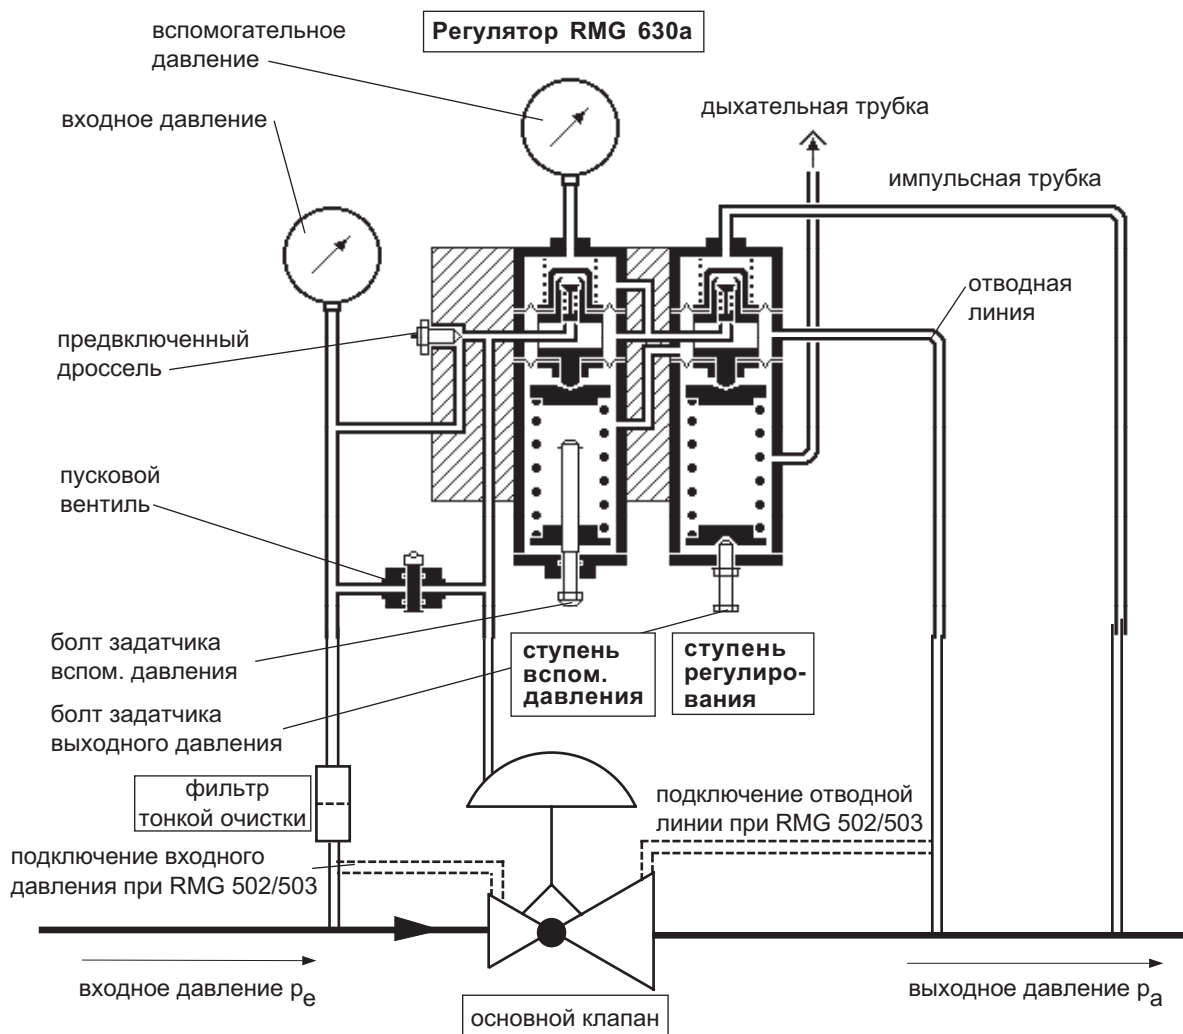 вспомогательное
давление
Регулятор RMG 630a
входное давление
дыхательная трубка
импульсная трубка
отводная
линия
предвключенный
дроссель
пусковой
вентиль
болт задатчика
вспом. давления
ступень
вспом.
давления
ступень
регулиро-
вания
болт задатчика
выходного давления
фильтр
тонкой очистки
подключение отводной
линии при RMG 502/503
подключение входного
давления при RMG 502/503
входное давление pe
выходное давление pa
основной клапан